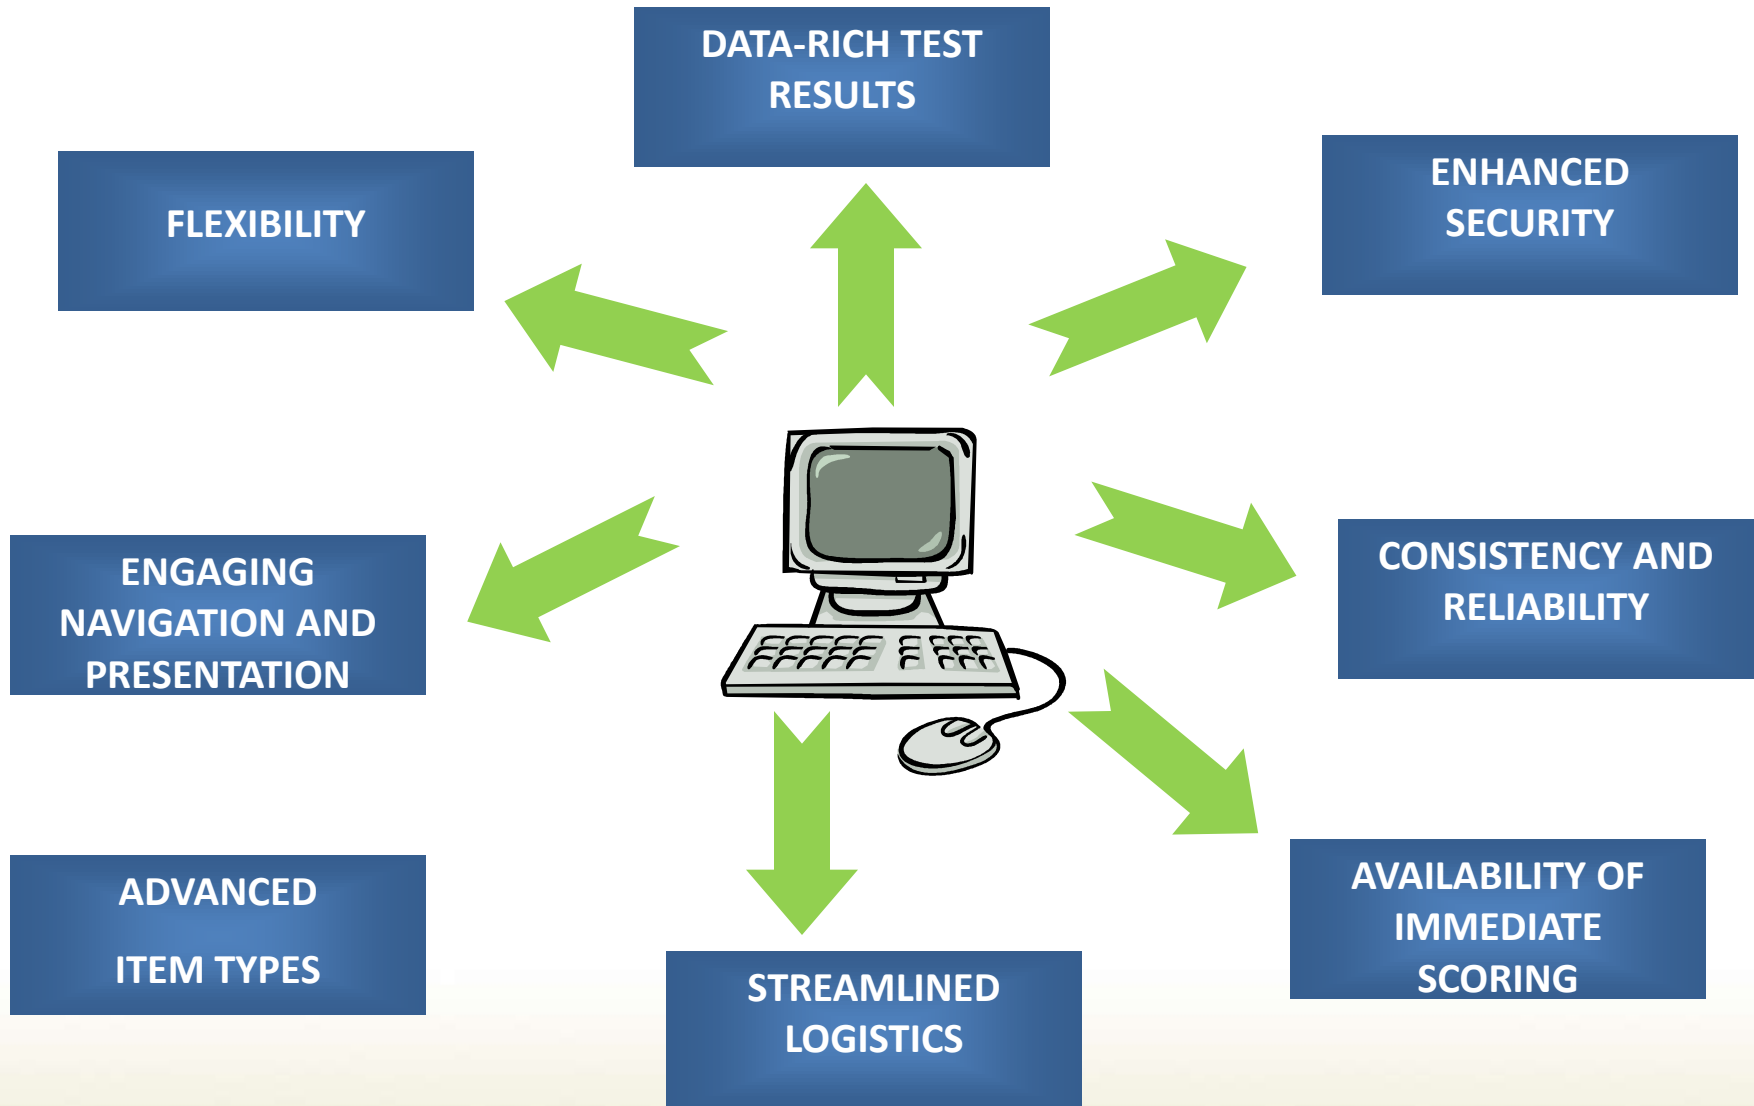 DATA-RICH TEST
RESULTS
FLEXIBILITY
ENHANCED
SECURITY
ENGAGING
NAVIGATION AND
PRESENTATION
CONSISTENCY AND
RELIABILITY
ADVANCED
ITEM TYPES
STREAMLINED
LOGISTICS
AVAILABILITY OF
IMMEDIATE
SCORING